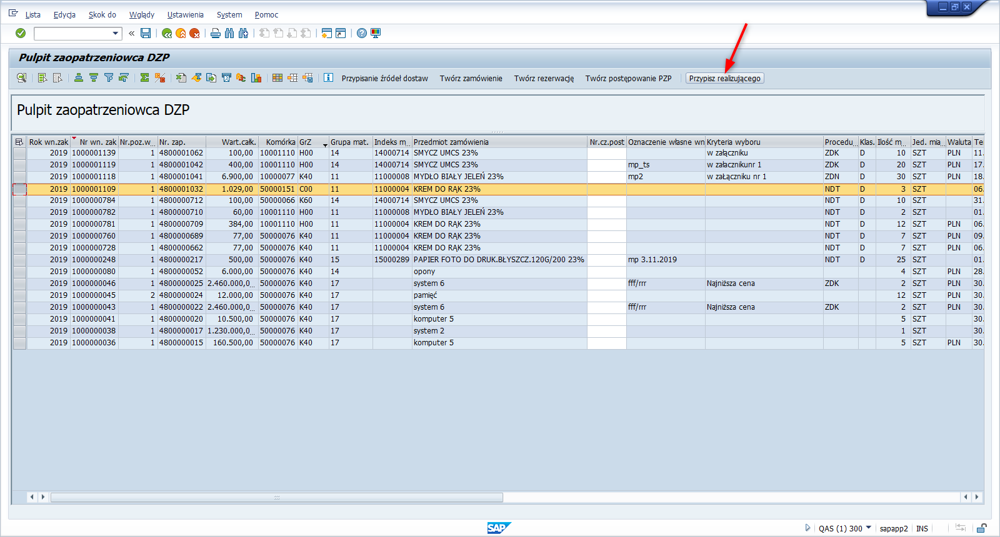 Lista Edycja Skok do Wglądy Ustawienia System Pomoc
Pulpit zaopatrzeniowca DZP
Przypisanie źródeł dostaw Twórz zamówienie Twórz rezerwację Twórz postępowanie PZP Przypisz realizującego
Pulpit zaopatrzeniowca DZP
Rok wn.zak Nr wn. zak Nr.poz.w... Nr. zap. Wart.całk. Komórka GrZ Grupa mat. Indeks m... Przedmiot zamówienia Nr.cz.post Oznaczenie własne wn Kryteria wyboru Procedu... Klas. Ilość m... Jed. mia... Waluta Te
2019 1000001139 1 4800001062 100,00 10001110 H00 14 14000714 SMYCZ UMCS 23% w załączniku ZDK D 10 SZT PLN 11.
2019 1000001119 1 4800001042 400,00 10001110 H00 14 14000714 SMYCZ UMCS 23% mp_ts w załacznikunr 1 ZDK D 20 SZT PLN 17.
2019 1000001118 1 4800001041 6.900,00 10000077 K40 11 11000008 MYDŁO BIAŁY JELEŃ 23% mp2 w załączniku nr 1 ZDN D 30 SZT PLN 18.
2019 1000001109 1 4800001032 1.029,00 50000151 C00 11 11000004 KREM DO RĄK 23% NDT D 3 SZT 06.
2019 1000000784 1 4800000712 100,00 50000066 K60 14 14000714 SMYCZ UMCS 23% NDT D 10 SZT 31.
2019 1000000782 1 4800000710 60,00 10001110 H00 11 11000008 MYDŁO BIAŁY JELEŃ 23% NDT D 2 SZT 01.
2019 1000000781 1 4800000709 384,00 10001110 H00 11 11000004 KREM DO RĄK 23% NDT D 12 SZT PLN 06.
2019 1000000760 1 4800000689 77,00 50000076 K40 11 11000004 KREM DO RĄK 23% NDT D 7 SZT PLN 09.
2019 1000000728 1 4800000662 77,00 50000076 K40 11 11000004 KREM DO RĄK 23% NDT D 7 SZT PLN 06.
2019 1000000248 1 4800000217 500,00 50000076 K40 15 15000289 PAPIER FOTO DO DRUK.BŁYSZCZ.120G/200 23% mp 3.11.2019 NDT D 25 SZT 01.
2019 1000000080 1 4800000052 6.000,00 50000076 K40 14 opony 4 SZT PLN 28.
2019 1000000046 1 4800000025 2.460.000,0... 50000076 K40 17 system 6 fff/rrr Najniższa cena ZDK 2 SZT PLN 30.
2019 1000000045 2 4800000024 12.000,00 50000076 K40 17 pamięć 12 SZT PLN 30.
2019 1000000043 1 4800000022 2.460.000,0... 50000076 K40 17 system 6 fff/rrr Najniższa cena ZDK 2 SZT PLN 30.
2019 1000000041 1 4800000020 10.500,00 50000076 K40 17 komputer 5 5 SZT 30.
2019 1000000038 1 4800000017 1.230.000,0... 50000076 K40 17 system 2 1 SZT 30.
2019 1000000036 1 4800000015 160.500,00 50000076 K40 17 komputer 5 5 SZT PLN 30.
SAP QAS (1) 300 sapapp2 INS